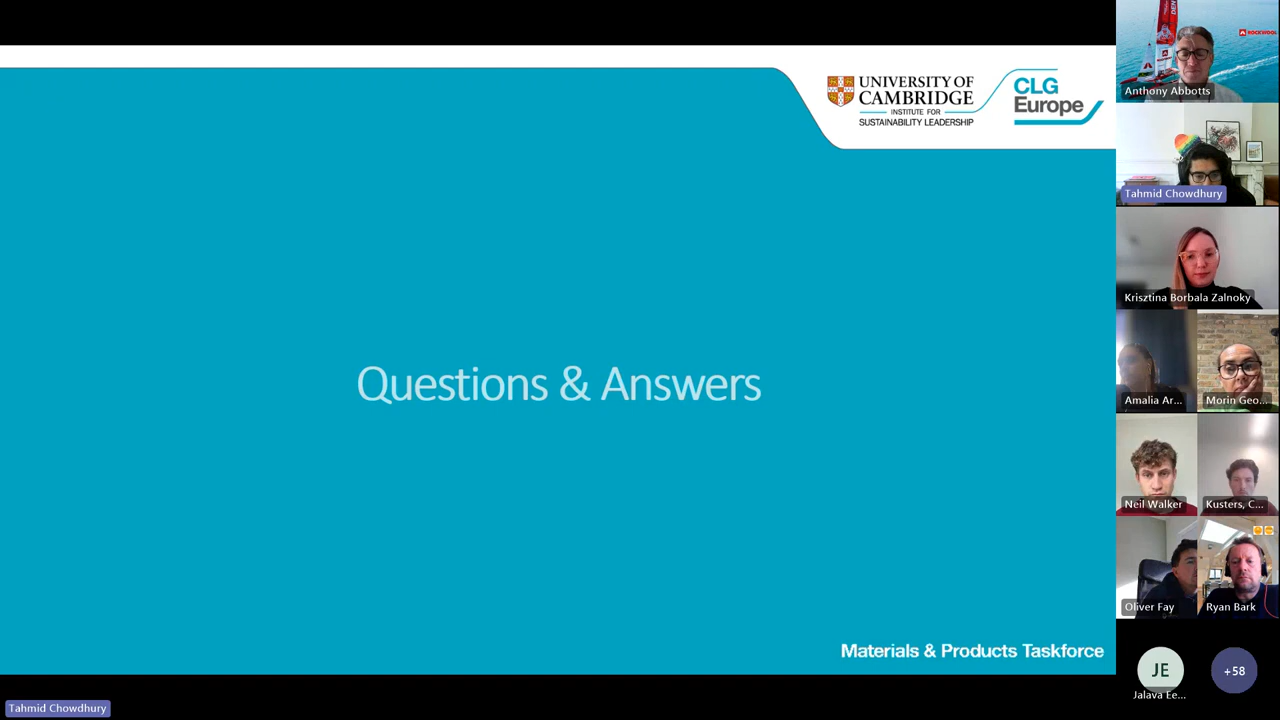 UNIVERSITY OF
CAMBRIDGE
INSTITUTE FOR
SUSTAINABILITY LEADERSHIP
CLG
Europe
Questions & Answers
Materials & Products Taskforce
Tahmid Chowdhury
DEN
ROCKWOOL
Anthony Abbotts
Tahmid Chowdhury
Krisztina Borbala Zalnoky
Amalia Ar...
Morin Geo...
Neil Walker
Kusters, C...
Oliver Fay
Ryan Bark
JE
+58
Jalava Ee...